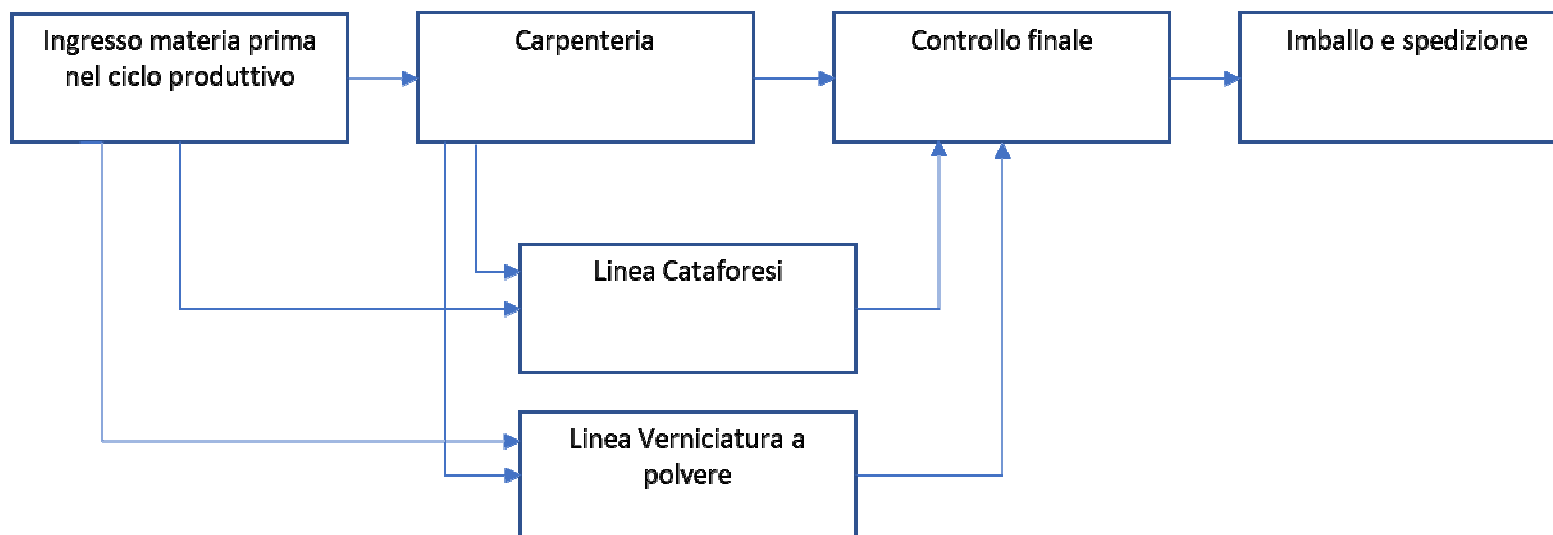 Ingresso materia prima
nel ciclo produttivo
Carpenteria
Controllo finale
Imballo e spedizione
Linea Cataforesi
Linea Verniciatura a
polvere